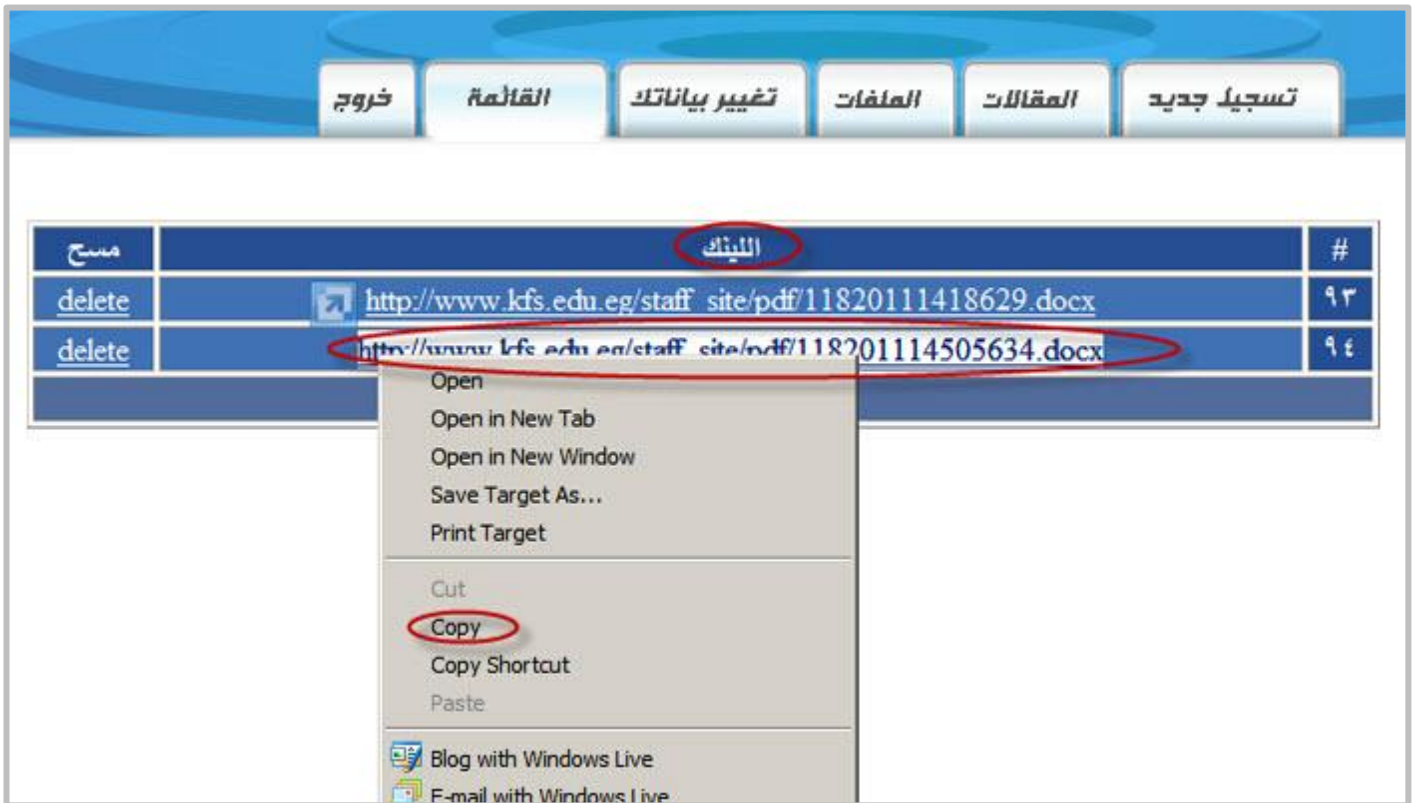 تسجيل جديد المقالات الملفات تغيير بياناتك القائمة خروج
# اللينك مسح
٩٣ http://www.kfs.edu.eg/staff_site/pdf/11820111418629.docx delete
٩٤ http://www.kfs.edu.eg/staff_site/pdf/118201114505634.docx delete
Open
Open in New Tab
Open in New Window
Save Target As...
Print Target
Cut
Copy
Copy Shortcut
Paste
Blog with Windows Live
E-mail with Windows Live